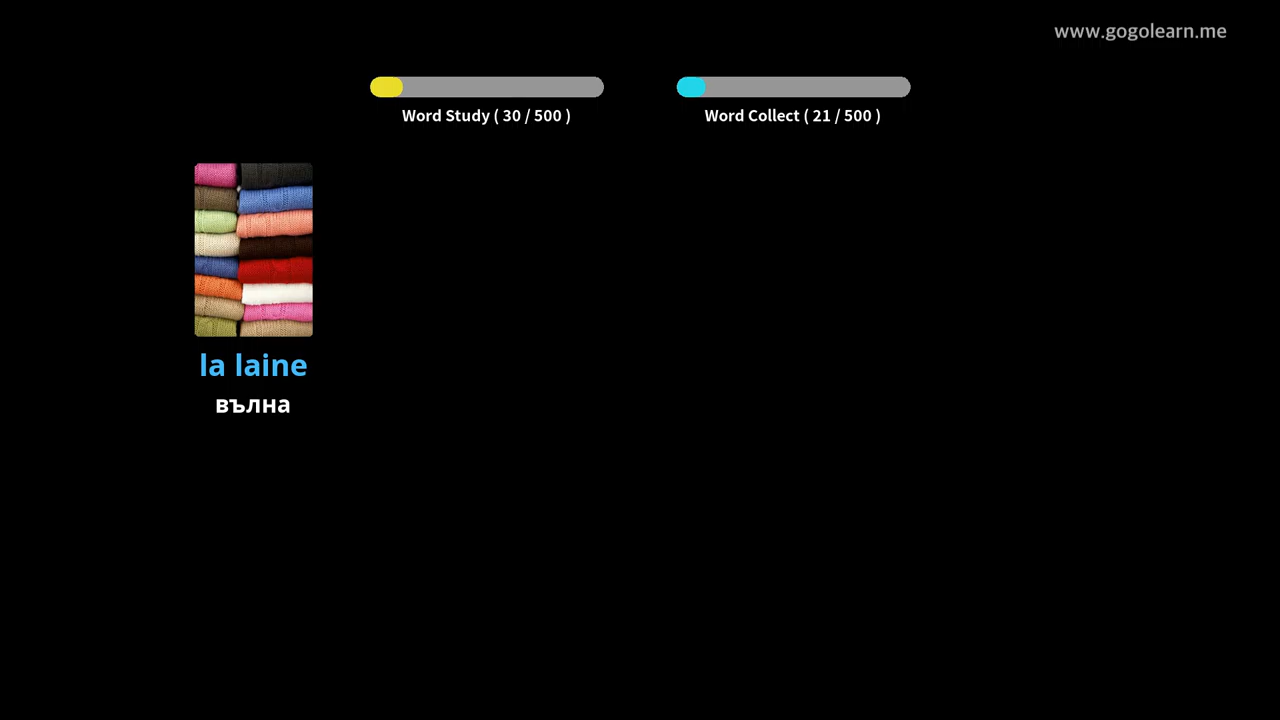 www.gogolearn.me
Word Study ( 30 / 500 )
Word Collect ( 21 / 500 )
la laine
вълна